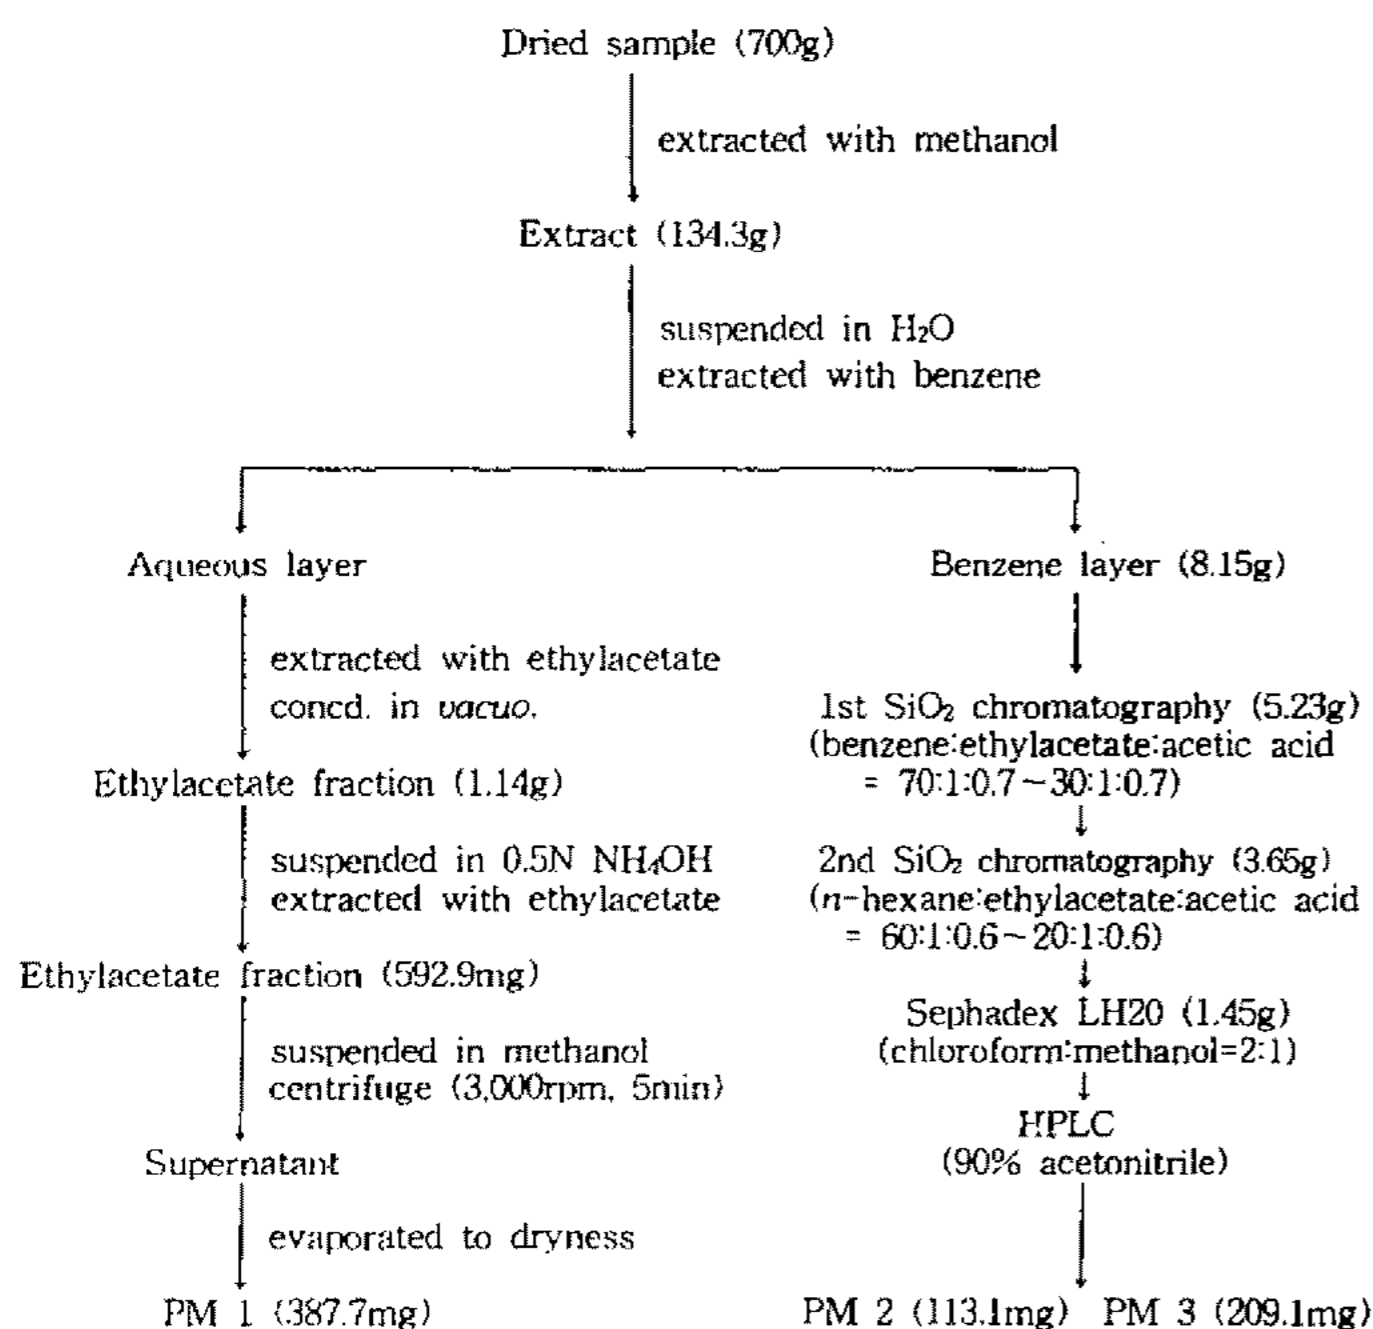 Dried sample (700g)
extracted with methanol
Extract (134.3g)
suspended in H₂O
extracted with benzene
Aqueous layer
extracted with ethylacetate
concd. in vacuo.
Ethylacetate fraction (1.14g)
suspended in 0.5N NH₄OH
extracted with ethylacetate
Ethylacetate fraction (592.9mg)
suspended in methanol
centrifuge (3,000rpm, 5min)
Supernatant
evaporated to dryness
PM 1 (387.7mg)
Benzene layer (8.15g)
1st SiO₂ chromatography (5.23g)
(benzene:ethylacetate:acetic acid
= 70:1:0.7~30:1:0.7)
2nd SiO₂ chromatography (3.65g)
(n-hexane:ethylacetate:acetic acid
= 60:1:0.6~20:1:0.6)
Sephadex LH20 (1.45g)
(chloroform:methanol=2:1)
HPLC
(90% acetonitrile)
PM 2 (113.1mg) PM 3 (209.1mg)